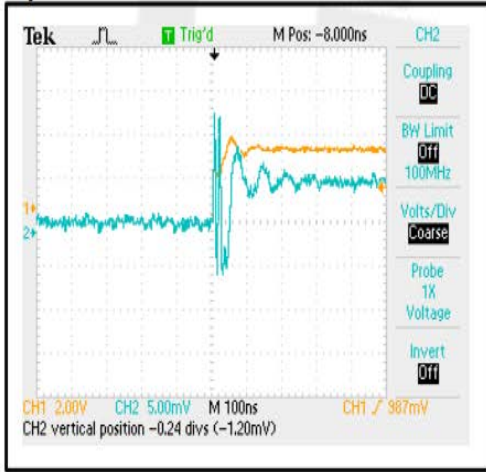 Tek T Trig'd M Pos: -8.000ns CH2
Coupling
DC
BW Limit
Off
100MHz
1
2
Volts/Div
Coarse
Probe
1X
Voltage
Invert
Off
CH1 2.00V CH2 5.00mV M 100ns CH1 / 987mV
CH2 vertical position -0.24 divs (-1.20mV)